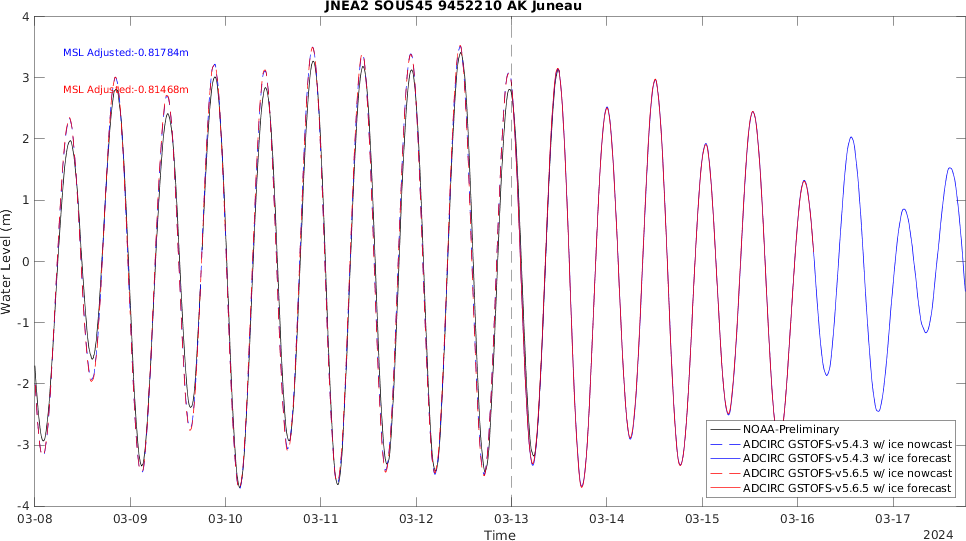 JNEA2 SOUS45 9452210 AK Juneau
4
MSL Adjusted:-0.81784m
3
MSL Adjusted:-0.81468m
2
1
0
-1
-2
-3
-4
Water Level (m)
NOAA-Preliminary
ADCIRC GSTOFS-v5.4.3 w/ ice nowcast
ADCIRC GSTOFS-v5.4.3 w/ ice forecast
ADCIRC GSTOFS-v5.6.5 w/ ice nowcast
ADCIRC GSTOFS-v5.6.5 w/ ice forecast
03-08 03-09 03-10 03-11 03-12 03-13 03-14 03-15 03-16 03-17
Time
2024